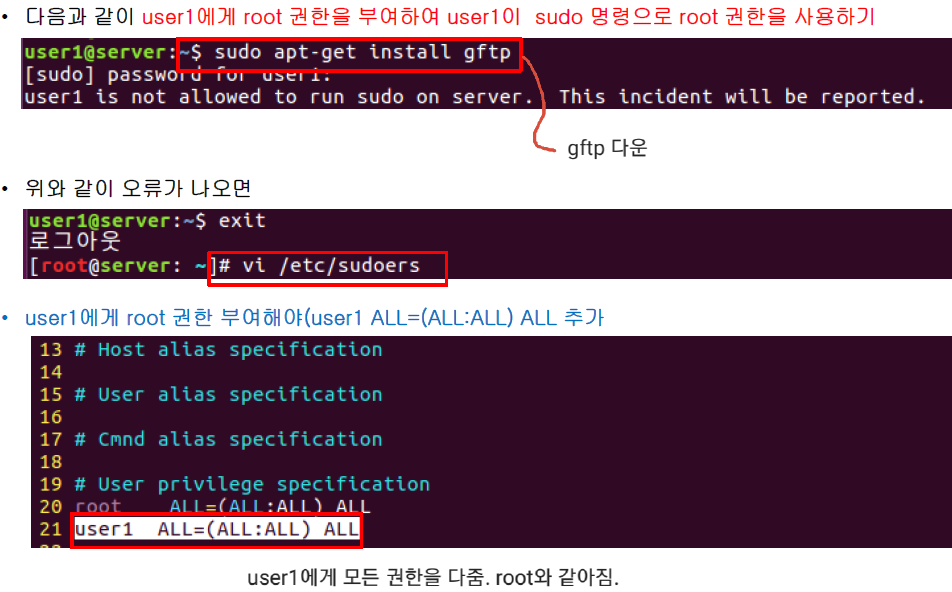 • 다음과 같이 user1에게 root 권한을 부여하여 user1이 sudo 명령으로 root 권한을 사용하기
user1@server:~$ sudo apt-get install gftp
[sudo] password for user1:
user1 is not allowed to run sudo on server.  This incident will be reported.
gftp 다운
• 위와 같이 오류가 나오면
user1@server:~$ exit
로그아웃
[root@server: ~]# vi /etc/sudoers
• user1에게 root 권한 부여해야(user1 ALL=(ALL:ALL) ALL 추가
13 # Host alias specification
14
15 # User alias specification
16
17 # Cmnd alias specification
18
19 # User privilege specification
20 root    ALL=(ALL:ALL) ALL
21 user1  ALL=(ALL:ALL) ALL
user1에게 모든 권한을 다줌. root와 같아짐.